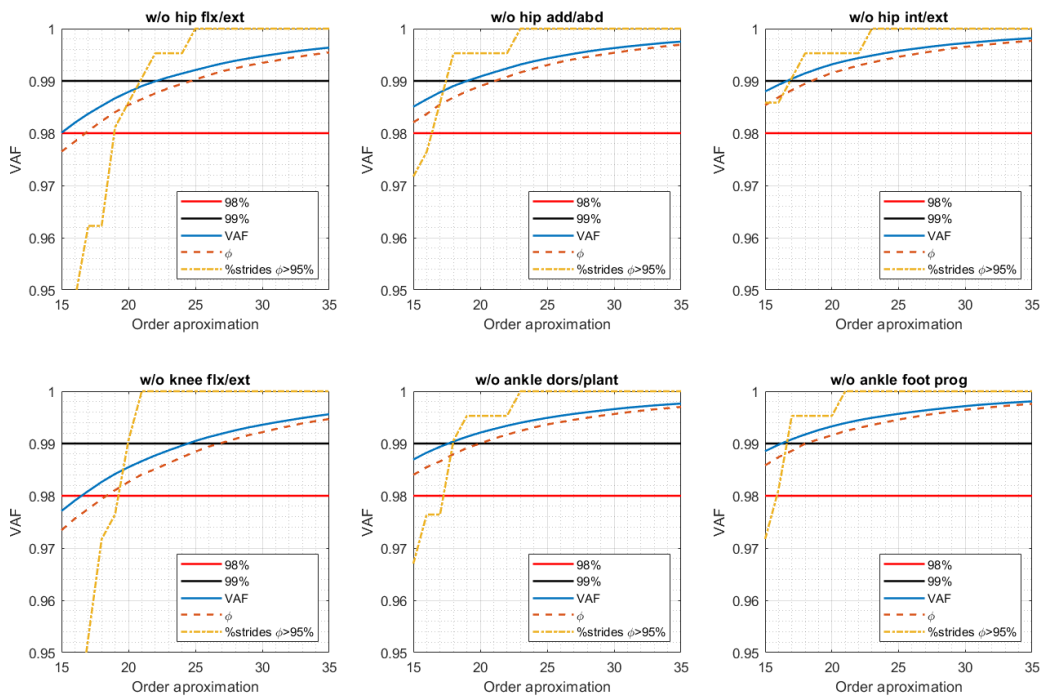 w/o hip flx/ext
1
0.99
0.98
0.97
0.96
0.95
VAF
98%
99%
VAF
ϕ
%strides ϕ>95%
15 20 25 30 35
Order aproximation
w/o hip add/abd
1
0.99
0.98
0.97
0.96
0.95
VAF
98%
99%
VAF
ϕ
%strides ϕ>95%
15 20 25 30 35
Order aproximation
w/o hip int/ext
1
0.99
0.98
0.97
0.96
0.95
VAF
98%
99%
VAF
ϕ
%strides ϕ>95%
15 20 25 30 35
Order aproximation
w/o knee flx/ext
1
0.99
0.98
0.97
0.96
0.95
VAF
98%
99%
VAF
ϕ
%strides ϕ>95%
15 20 25 30 35
Order aproximation
w/o ankle dors/plant
1
0.99
0.98
0.97
0.96
0.95
VAF
98%
99%
VAF
ϕ
%strides ϕ>95%
15 20 25 30 35
Order aproximation
w/o ankle foot prog
1
0.99
0.98
0.97
0.96
0.95
VAF
98%
99%
VAF
ϕ
%strides ϕ>95%
15 20 25 30 35
Order aproximation